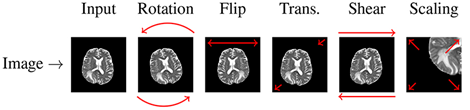 Input Rotation Flip Trans. Shear Scaling
Image →